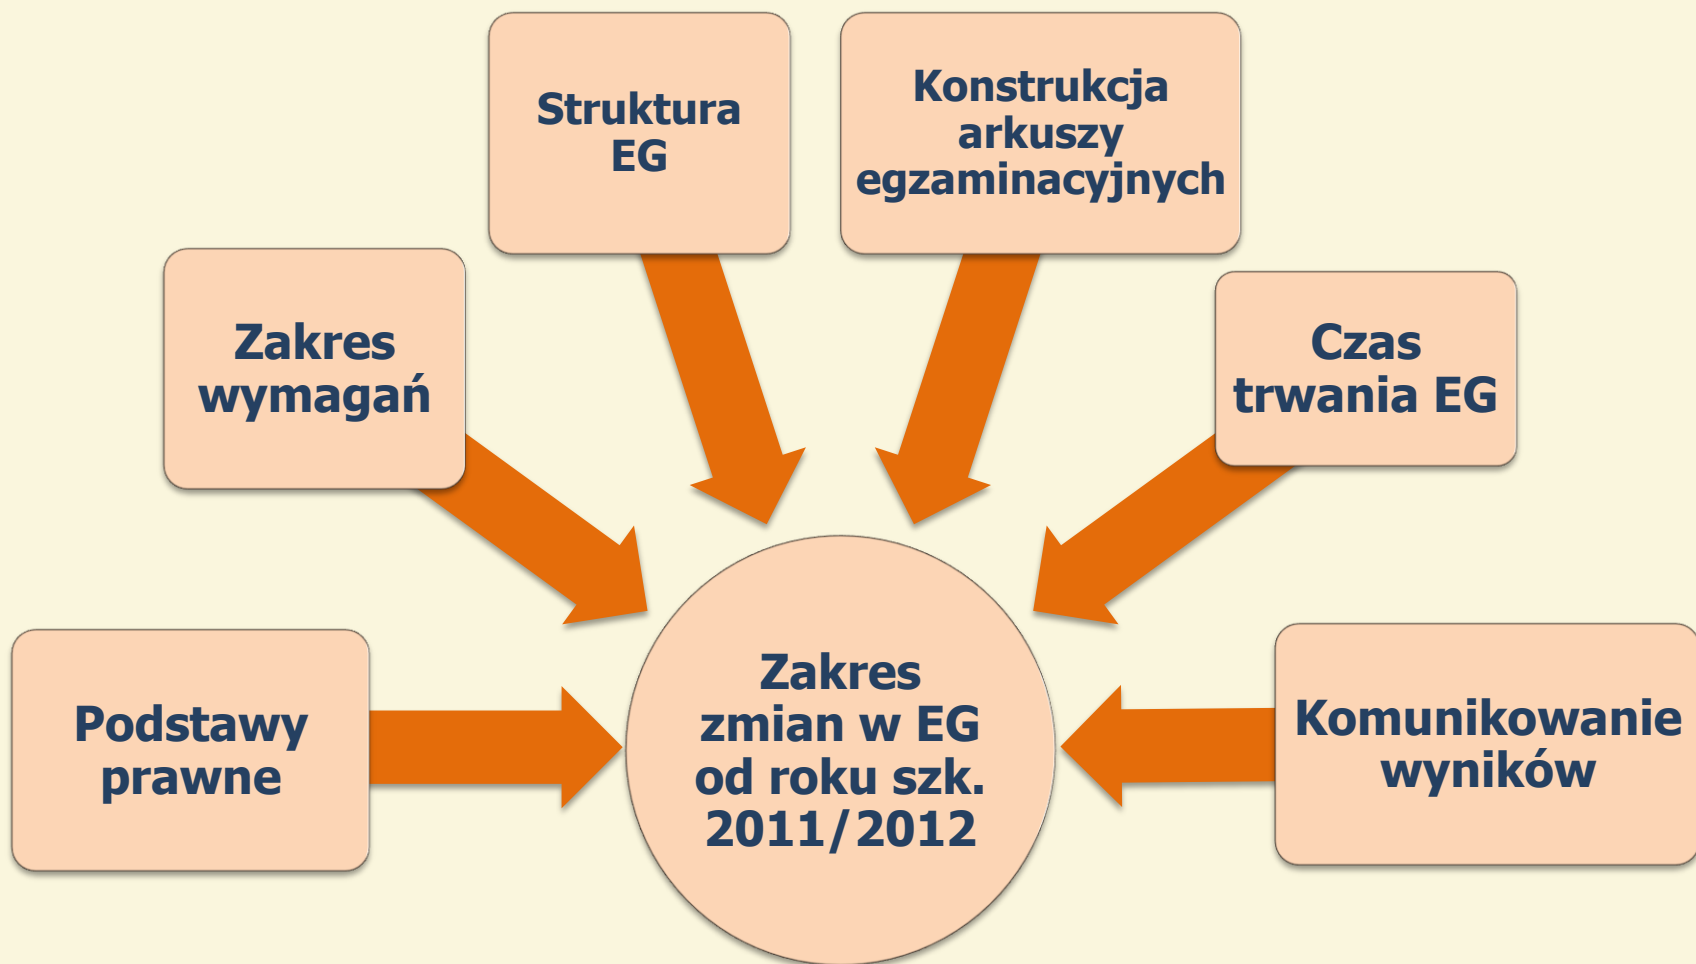 Struktura
EG
Konstrukcja
arkuszy
egzaminacyjnych
Zakres
wymagań
Czas
trwania EG
Podstawy
prawne
Zakres
zmian w EG
od roku szk.
2011/2012
Komunikowanie
wyników